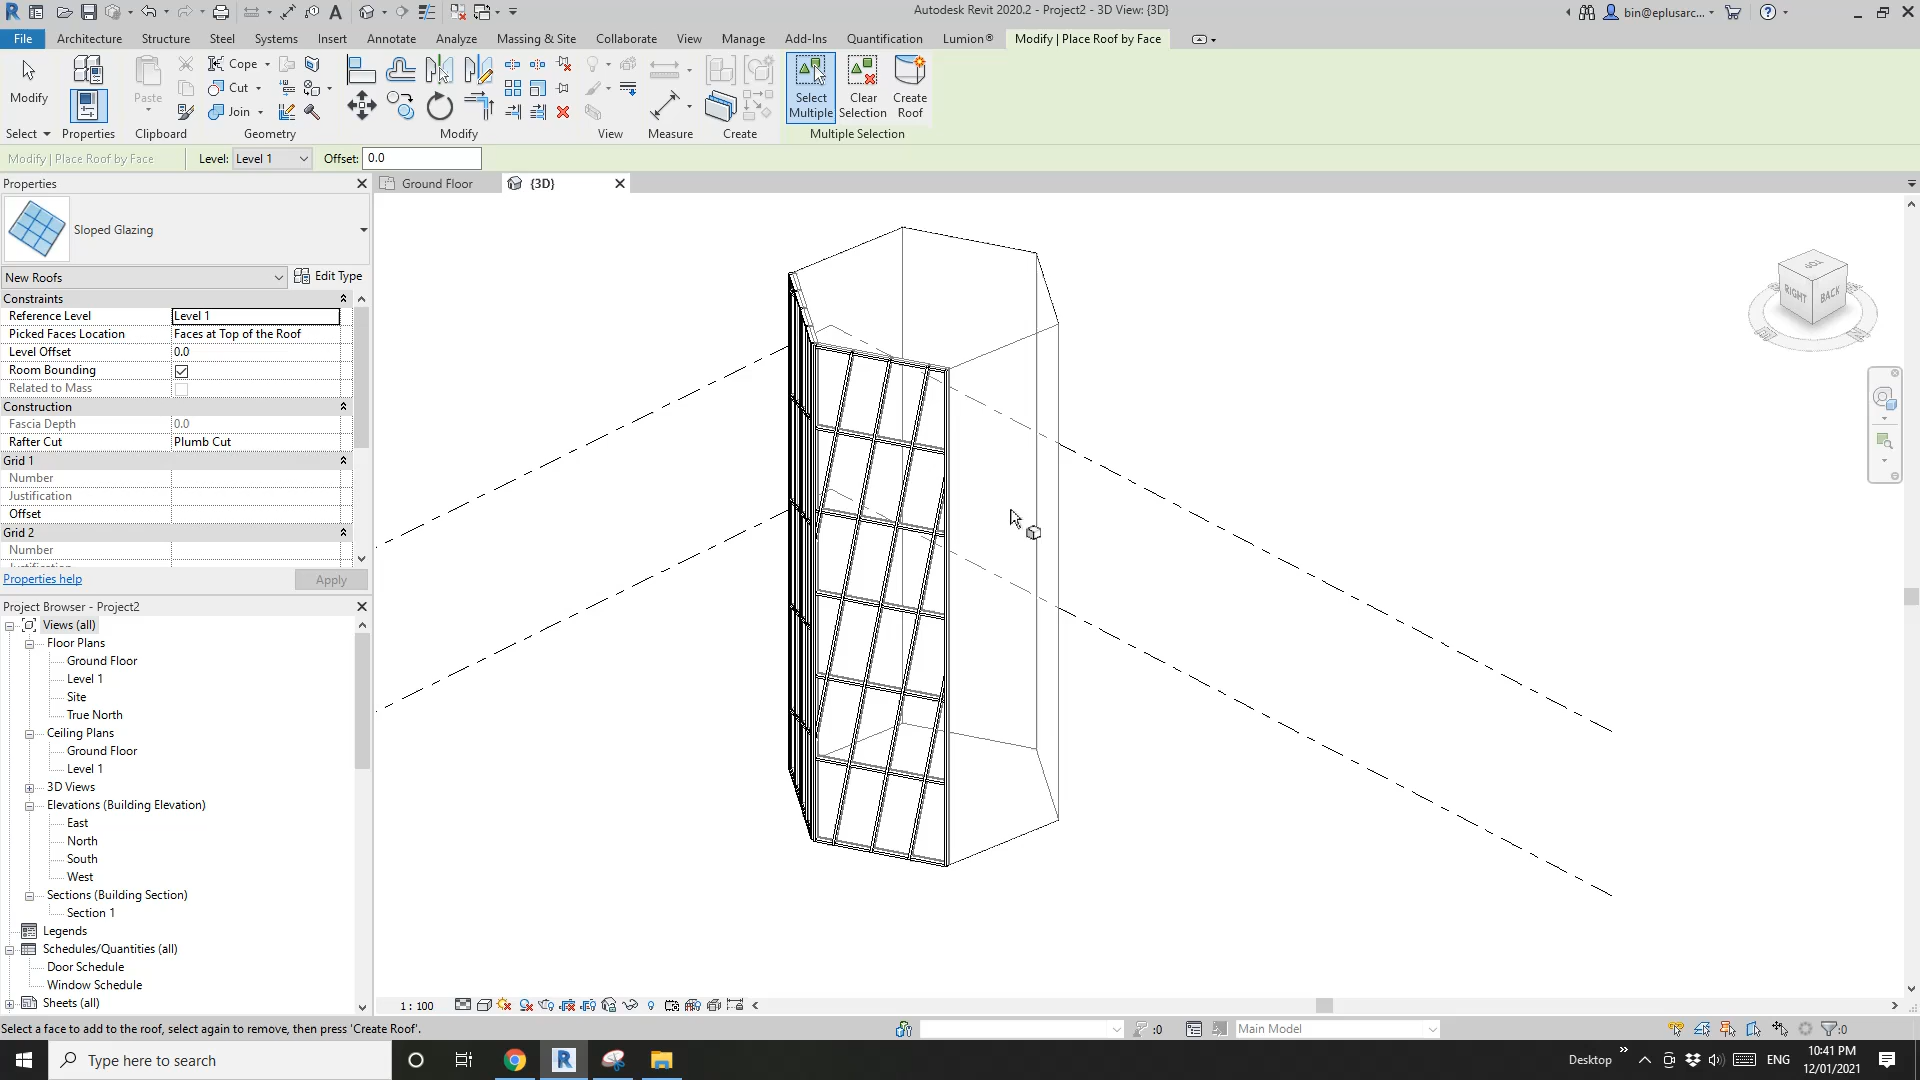 Autodesk Revit 2020.2 - Project2 - 3D View: {3D}
bin@eplusarc...
File Architecture Structure Steel Systems Insert Annotate Analyze Massing & Site Collaborate View Manage Add-Ins Quantification Lumion® Modify | Place Roof by Face
Modify
Paste
Cope
Cut
Join
Select Multiple
Clear Selection
Create Roof
Select Properties Clipboard Geometry Modify View Measure Create Multiple Selection
Modify | Place Roof by Face Level: Level 1 Offset: 0.0
Properties
Ground Floor {3D}
Sloped Glazing
New Roofs Edit Type
Constraints
Reference Level Level 1
Picked Faces Location Faces at Top of the Roof
Level Offset 0.0
Room Bounding
Related to Mass
Construction
Fascia Depth 0.0
Rafter Cut Plumb Cut
Grid 1
Number
Justification
Offset
Grid 2
Number
Properties help Apply
Project Browser - Project2
Views (all)
Floor Plans
Ground Floor
Level 1
Site
True North
Ceiling Plans
Ground Floor
Level 1
3D Views
Elevations (Building Elevation)
East
North
South
West
Sections (Building Section)
Section 1
Legends
Schedules/Quantities (all)
Door Schedule
Window Schedule
Sheets (all)
TOP
RIGHT
BACK
1 : 100
Select a face to add to the roof, select again to remove, then press 'Create Roof'.
:0
Main Model
:0
Type here to search
Desktop
ENG
10:41 PM
12/01/2021